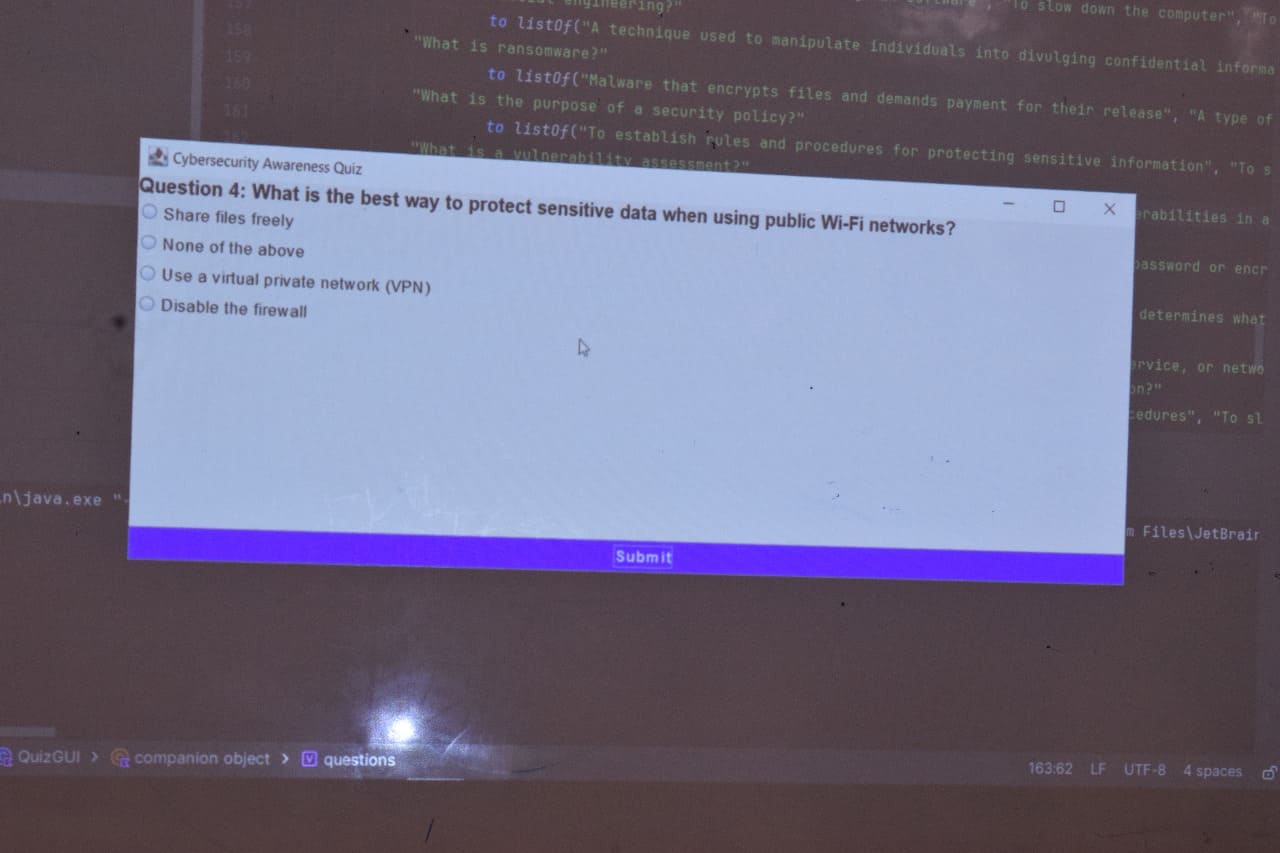 158
to listOf("A technique used to manipulate individuals into divulging confidential informa
159
"What is ransomware?"
160
to listOf("Malware that encrypts files and demands payment for their release", "A type of
161
"What is the purpose of a security policy?"
to listOf("To establish rules and procedures for protecting sensitive information", "To s
"What is a vulnerability assessment?"
Cybersecurity Awareness Quiz
Question 4: What is the best way to protect sensitive data when using public Wi-Fi networks?
Share files freely
None of the above
Use a virtual private network (VPN)
Disable the firewall
Submit
erabilities in a
password or encr
determines what
ervice, or netwo
on?"
cedures", "To sl
n\java.exe "
m Files\JetBrain
QuizGUI > companion object > questions
163:62 LF UTF-8 4 spaces